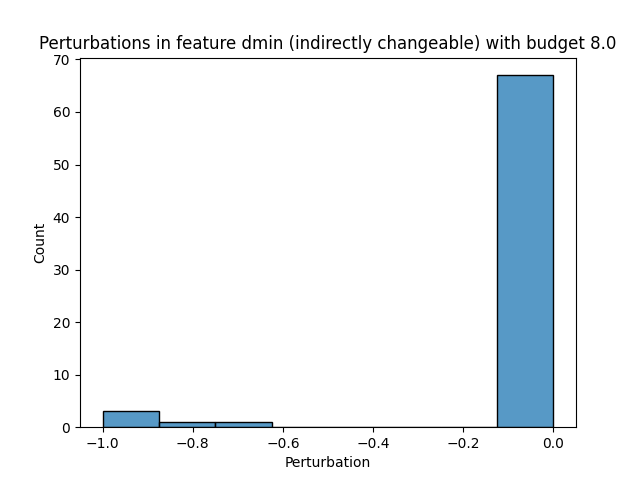 Perturbations in feature dmin (indirectly changeable) with budget 8.0
70
60
50
40
30
20
10
0
Count
−1.0 −0.8 −0.6 −0.4 −0.2 0.0
Perturbation